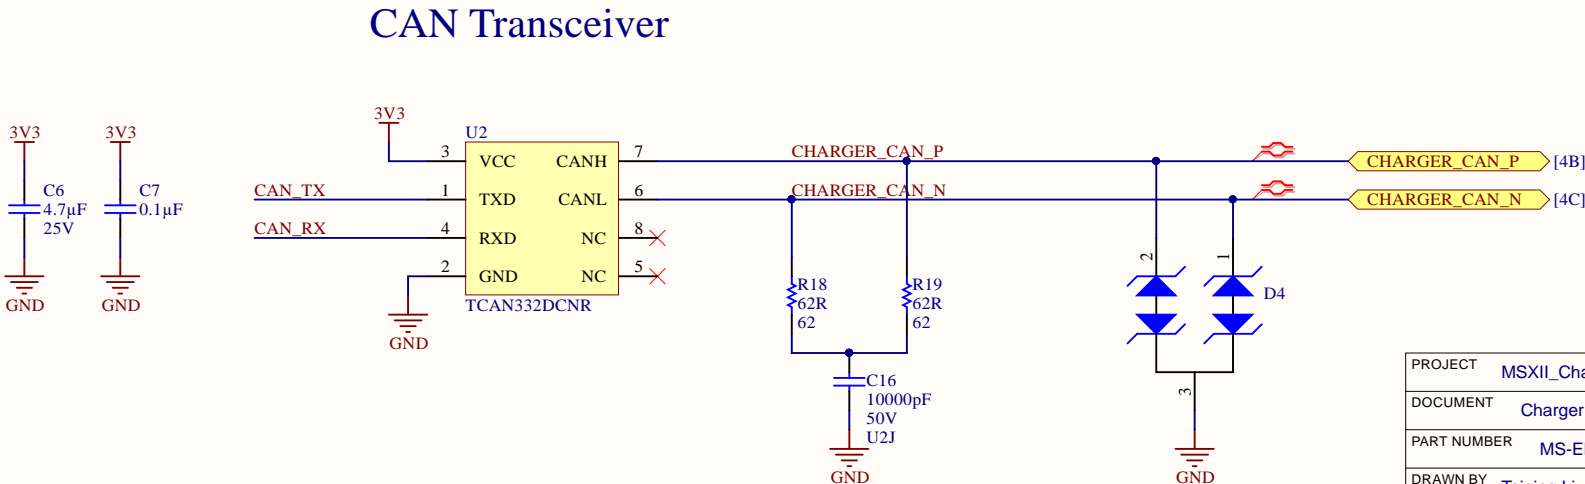 CAN Transceiver
3V3
C6
4.7µF
25V
GND
3V3
C7
0.1µF
GND
CAN_TX
CAN_RX
3V3
U2
3 VCC CANH 7
1 TXD CANL 6
4 RXD NC 8
2 GND NC 5
TCAN332DCNR
GND
CHARGER_CAN_P
CHARGER_CAN_N
R18
62R
62
R19
62R
62
C16
10000pF
50V
U2J
GND
2
1
D4
3
GND
CHARGER_CAN_P [4B]
CHARGER_CAN_N [4C]
PROJECT MSXII_Cha
DOCUMENT Charger
PART NUMBER MS-E
DRAWN BY